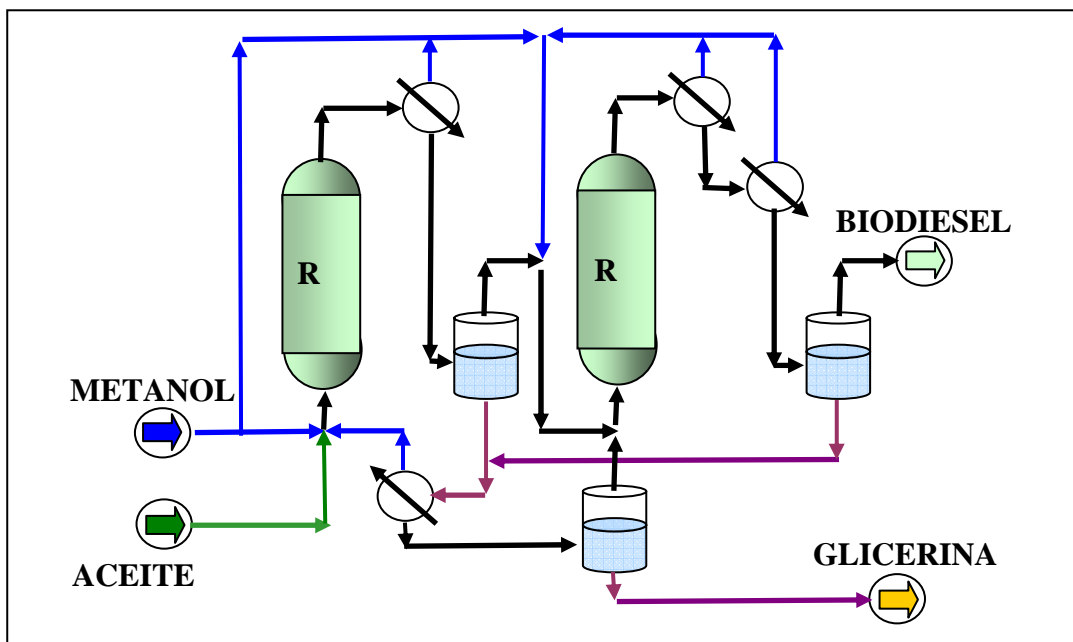 BIODIESEL
R
R
METANOL
GLICERINA
ACEITE